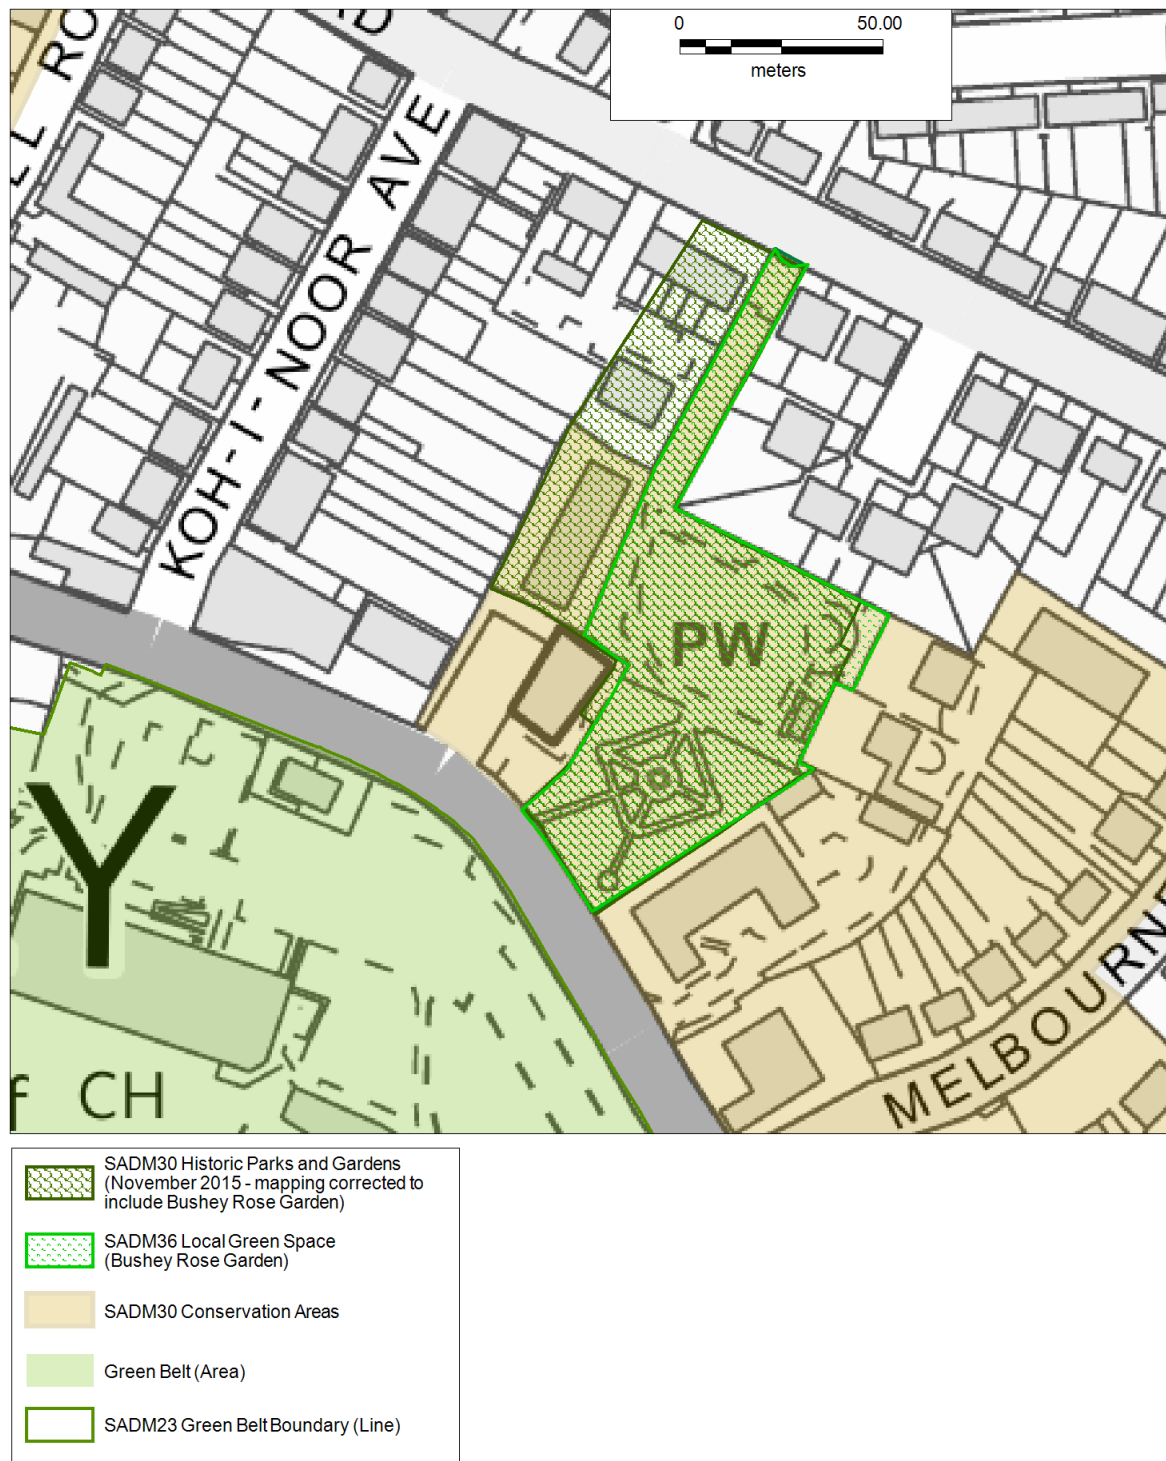 0 50.00
meters
RO
D
L
KOH-I-NOOR AVE
PW
Y
f CH
MELBOURNE
SADM30 Historic Parks and Gardens
(November 2015 - mapping corrected to
include Bushey Rose Garden)
SADM36 Local Green Space
(Bushey Rose Garden)
SADM30 Conservation Areas
Green Belt (Area)
SADM23 Green Belt Boundary (Line)